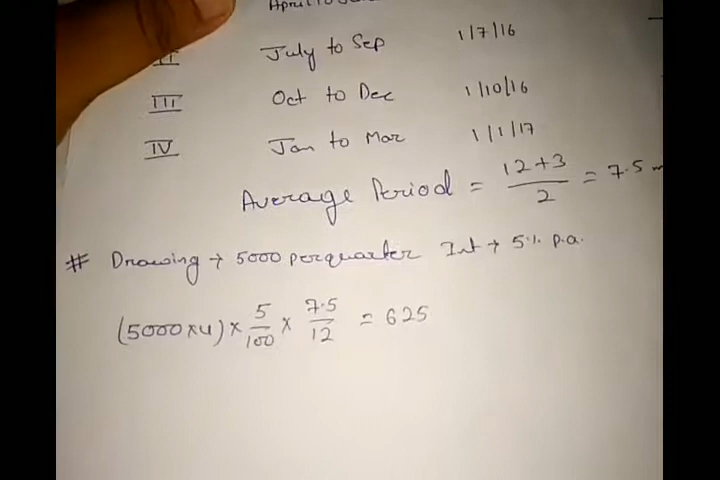 April to
II July to Sep 1/7/16
III Oct to Dec 1/10/16
IV Jan to Mar 1/1/17
Average Period = 12+3/2 = 7.5 m
# Drawing → 5000 per quarter Int → 5% p.a.
(5000×4) × 5/100 × 7.5/12 = 625